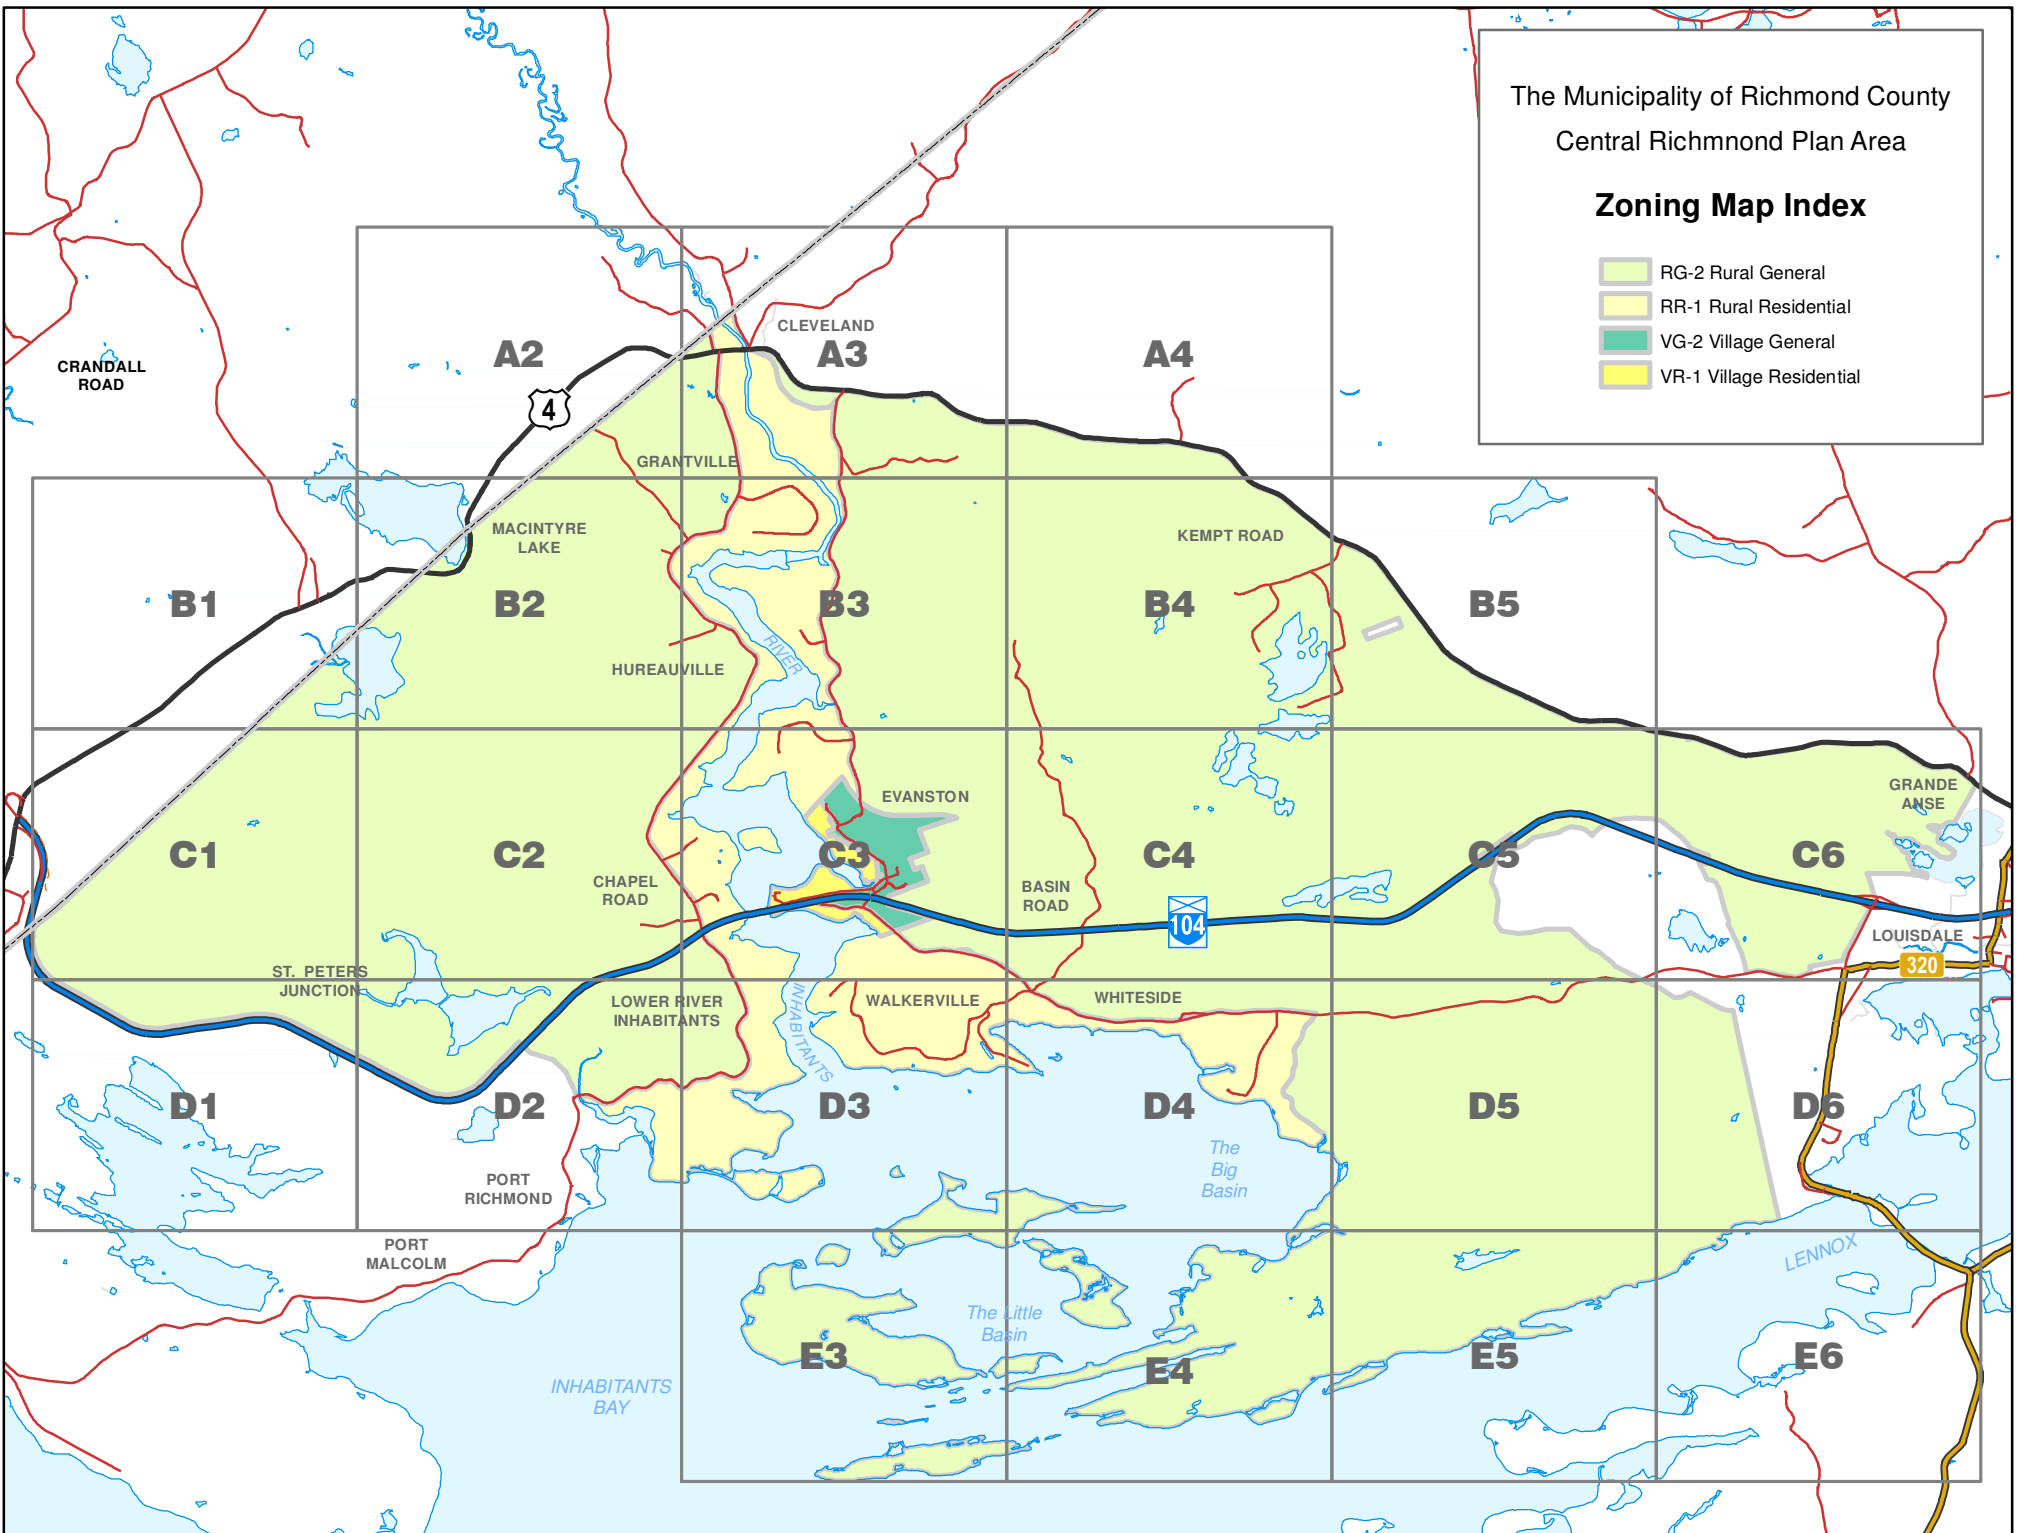 The Municipality of Richmond County
Central Richmnond Plan Area
Zoning Map Index
RG-2 Rural General
RR-1 Rural Residential
VG-2 Village General
VR-1 Village Residential
CLEVELAND
A2
A3
A4
CRANDALL
ROAD
4
GRANTVILLE
MACINTYRE
LAKE
KEMPT ROAD
B1
B2
B3
B4
B5
RIVER
HUREAUVILLE
EVANSTON
GRANDE
ANSE
C1
C2
C3
C4
C5
C6
CHAPEL
ROAD
BASIN
ROAD
104
LOUISDALE
320
ST. PETERS
JUNCTION
LOWER RIVER
INHABITANTS
INHABITANTS
WALKERVILLE
WHITESIDE
D1
D2
D3
D4
D5
D6
The
Big
Basin
PORT
RICHMOND
PORT
MALCOLM
LENNOX
The Little
Basin
E3
E4
E5
E6
INHABITANTS
BAY